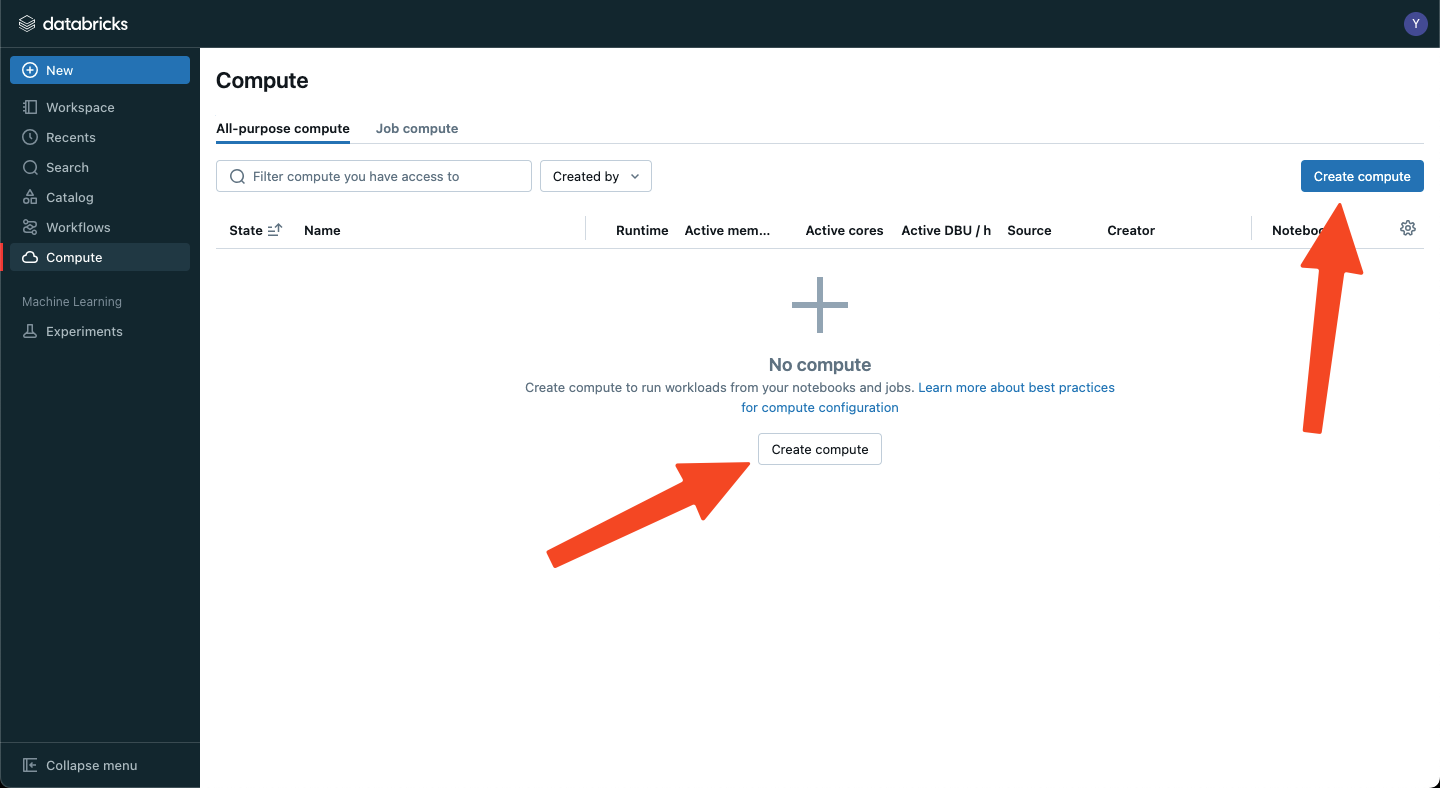 databricks
Y
New
Workspace
Recents
Search
Catalog
Workflows
Compute
Machine Learning
Experiments
Collapse menu
Compute
All-purpose compute Job compute
Filter compute you have access to Created by Create compute
State Name Runtime Active mem... Active cores Active DBU / h Source Creator
No compute
Create compute to run workloads from your notebooks and jobs. Learn more about best practices
for compute configuration
Create compute